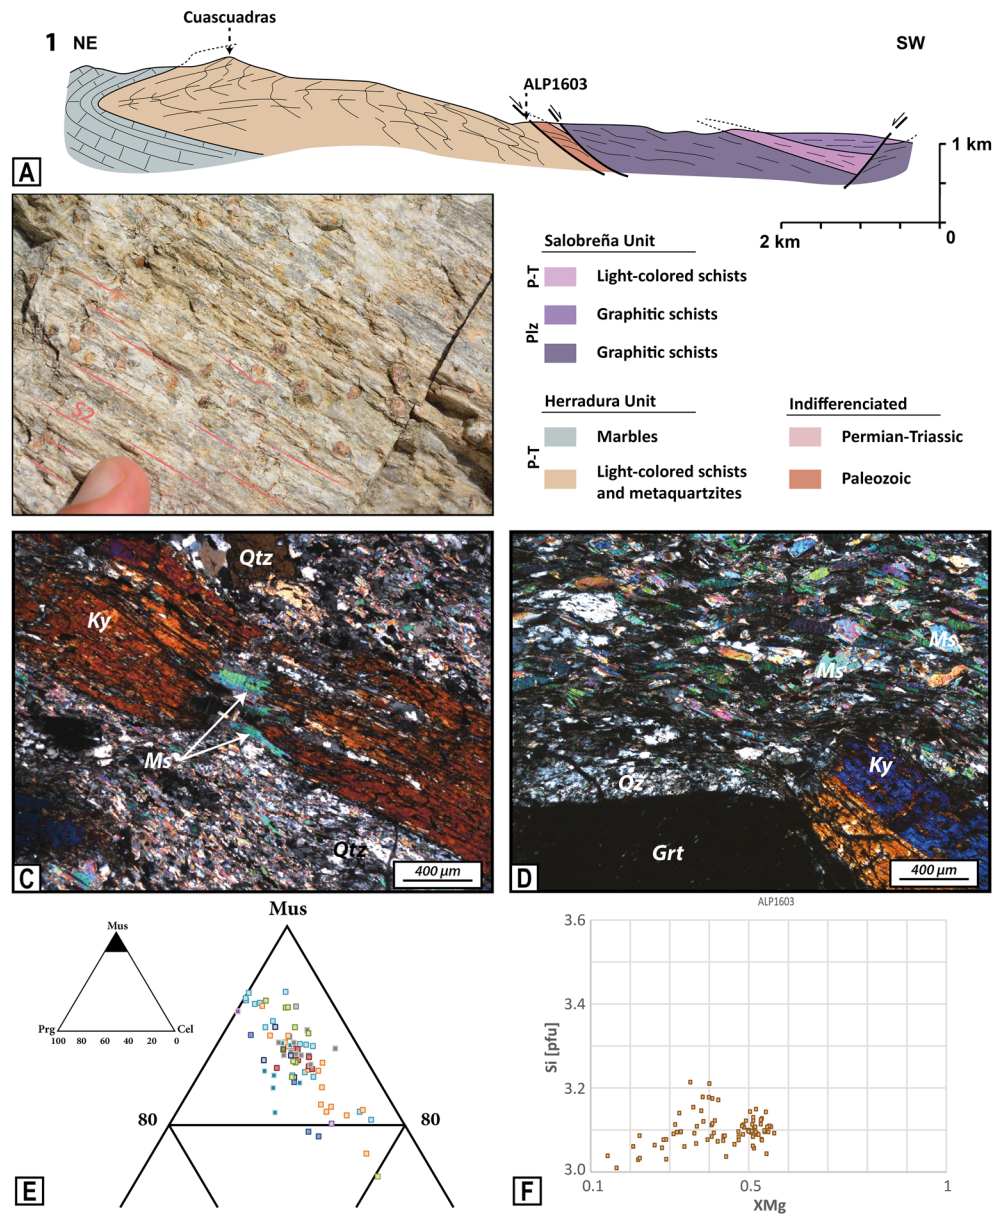 Cuascuadras
1 NE
SW
ALP1603
1 km
A
2 km
0
Salobreña Unit
P-T
Light-colored schists
Plz
Graphitic schists
Graphitic schists
S2
Herradura Unit
Indifferenciated
P-T
Marbles
Permian-Triassic
Light-colored schists
and metaquartzites
Paleozoic
Qtz
Ky
Ms
Qtz
400 µm
C
Ms
Ms
Ky
Qz
Grt
400 µm
D
Mus
Mus
Prg
Cel
100 80 60 40 20 0
80
80
E
ALP1603
3.6
3.4
3.2
3.0
Si [pfu]
0.1
0.5
1
XMg
F